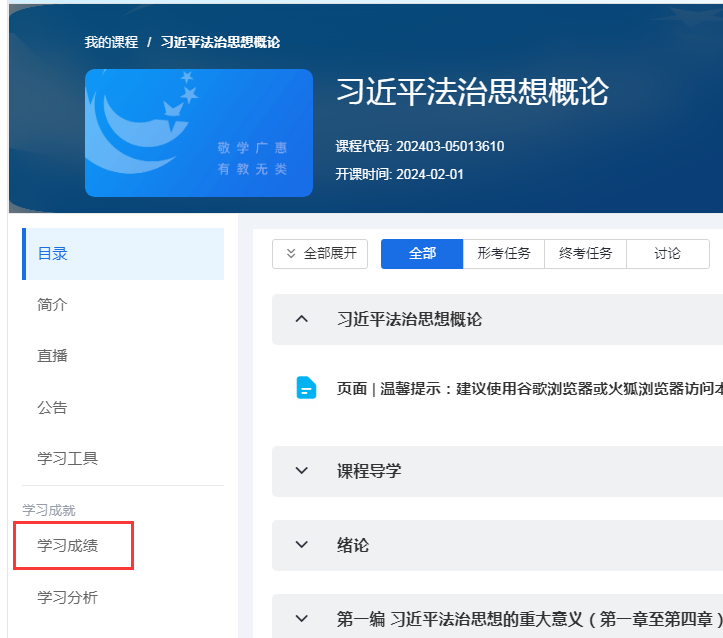 我的课程 / 习近平法治思想概论
敬学广惠
有教无类
习近平法治思想概论
课程代码: 202403-05013610
开课时间: 2024-02-01
目录
简介
直播
公告
学习工具
学习成就
学习成绩
学习分析
全部展开 全部 形考任务 终考任务 讨论
习近平法治思想概论
页面 | 温馨提示：建议使用谷歌浏览器或火狐浏览器访问本
课程导学
绪论
第一编 习近平法治思想的重大意义（第一章至第四章）